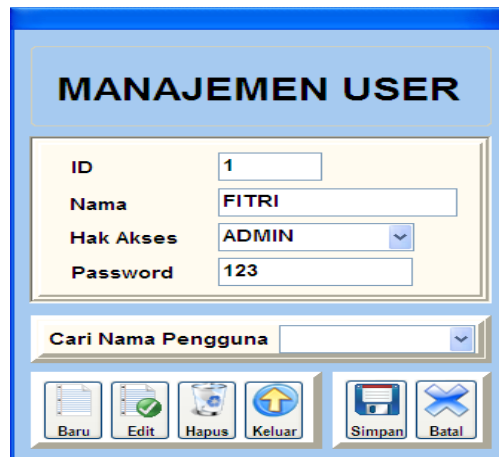 MANAJEMEN USER
ID 1
Nama FITRI
Hak Akses ADMIN
Password 123
Cari Nama Pengguna
Baru Edit Hapus Keluar Simpan Batal